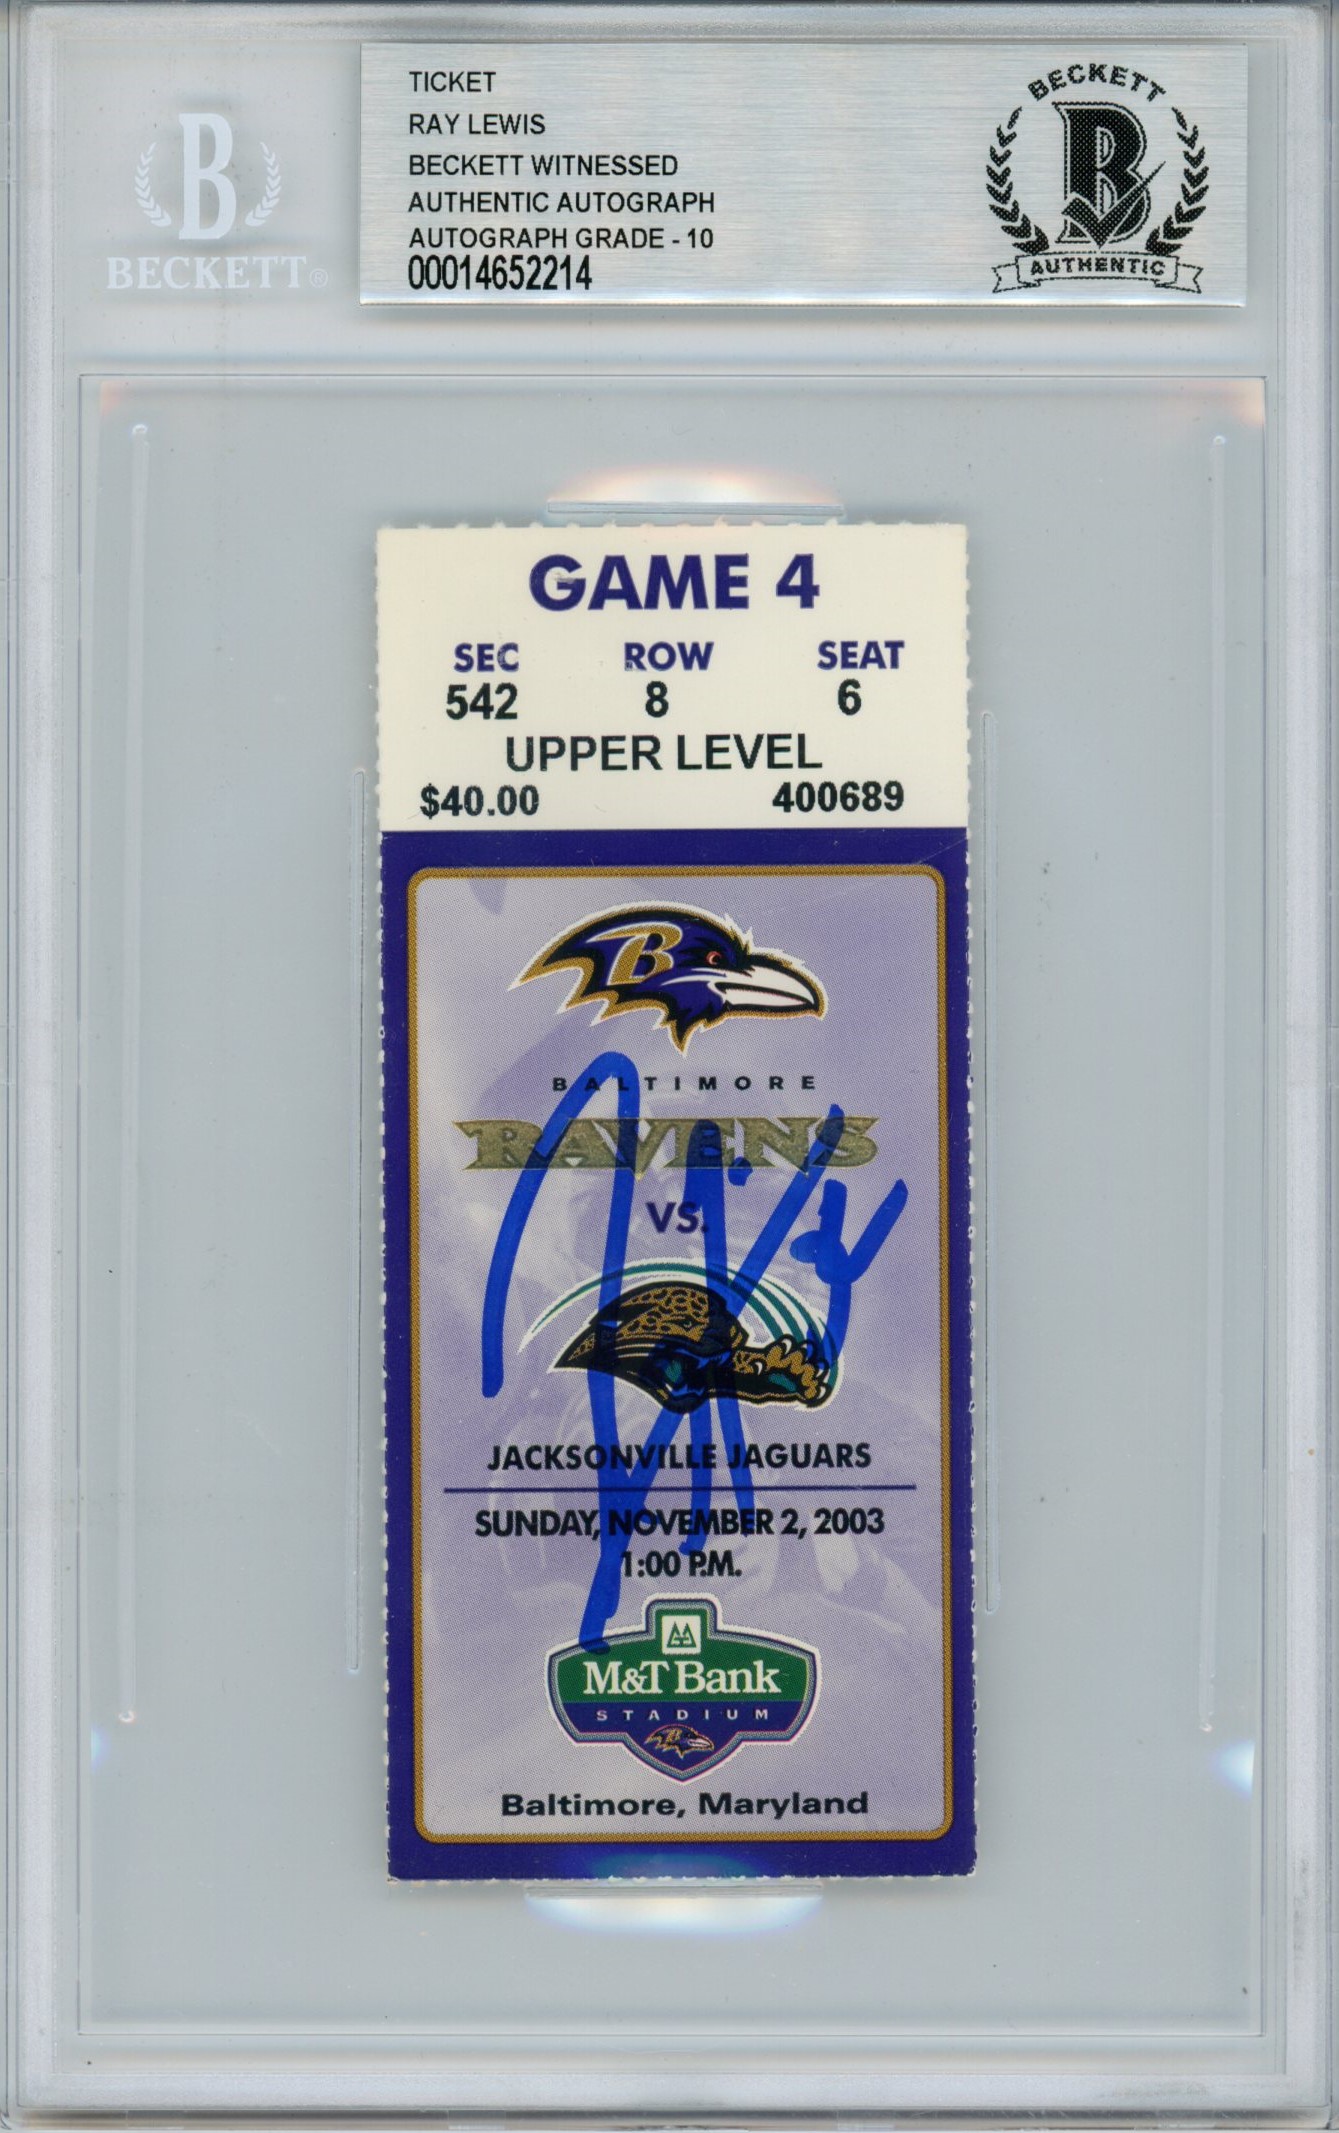 TICKET
RAY LEWIS
BECKETT WITNESSED
AUTHENTIC AUTOGRAPH
AUTOGRAPH GRADE - 10
00014652214
B
BECKETT®
BECKETT
B
AUTHENTIC
GAME 4
SEC ROW SEAT
542 8 6
UPPER LEVEL
$40.00 400689
B
BALTIMORE
RAVENS
VS.
JACKSONVILLE JAGUARS
SUNDAY, NOVEMBER 2, 2003
1:00 P.M.
M&T Bank
STADIUM
B
Baltimore, Maryland